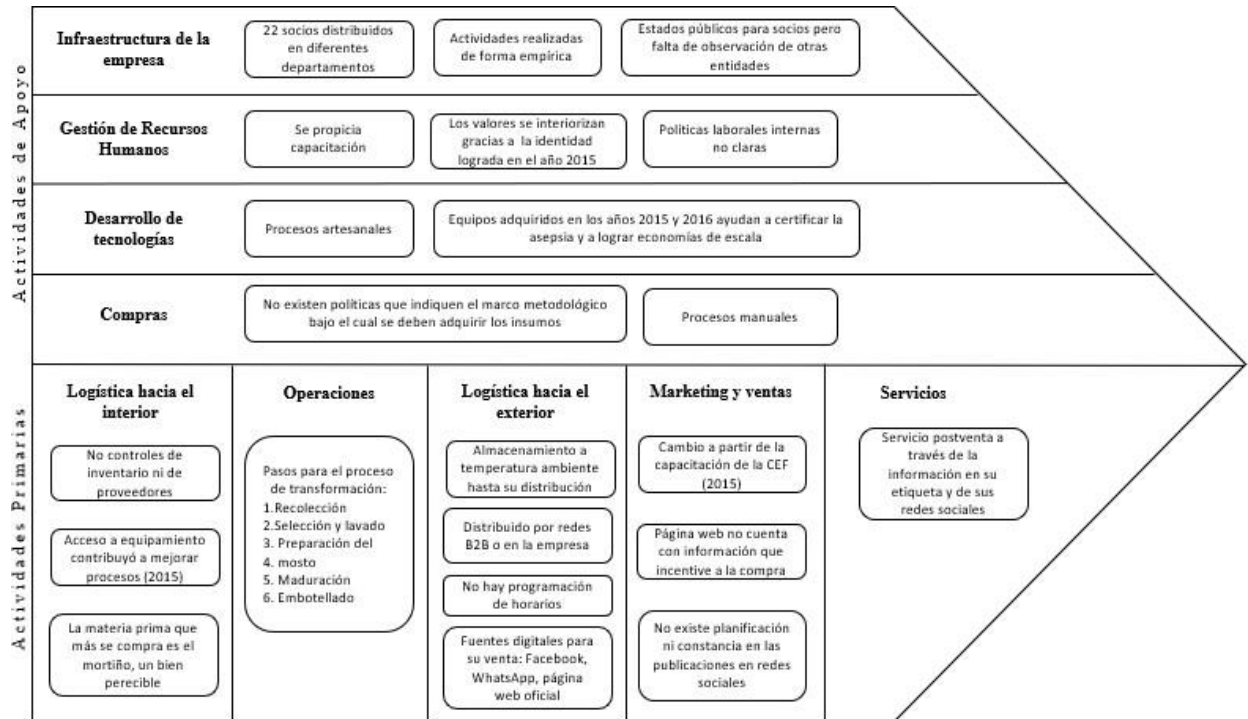 Actividades de Apoyo
Infraestructura de la
empresa
22 socios distribuidos
en diferentes
departamentos
Actividades realizadas
de forma empírica
Estados públicos para socios pero
falta de observación de otras
entidades
Gestión de Recursos
Humanos
Se propicia
capacitación
Los valores se interiorizan
gracias a la identidad
lograda en el año 2015
Políticas laborales internas
no claras
Desarrollo de
tecnologías
Procesos artesanales
Equipos adquiridos en los años 2015 y 2016 ayudan a certificar la
asepsia y a lograr economías de escala
Compras
No existen políticas que indiquen el marco metodológico
bajo el cual se deben adquirir los insumos
Procesos manuales
Actividades Primarias
Logística hacia el
interior
No controles de
inventario ni de
proveedores
Acceso a equipamiento
contribuyó a mejorar
procesos (2015)
La materia prima que
más se compra es el
mortiño, un bien
perecible
Operaciones
Pasos para el proceso
de transformación:
1.Recolección
2.Selección y lavado
3. Preparación del
4. mosto
5. Maduración
6. Embotellado
Logística hacia el
exterior
Almacenamiento a
temperatura ambiente
hasta su distribución
Distribuido por redes
B2B o en la empresa
No hay programación
de horarios
Fuentes digitales para
su venta: Facebook,
WhatsApp, página
web oficial
Marketing y ventas
Cambio a partir de la
capacitación de la CEF
(2015)
Página web no cuenta
con información que
incentive a la compra
No existe planificación
ni constancia en las
publicaciones en redes
sociales
Servicios
Servicio postventa a
través de la
información en su
etiqueta y de sus
redes sociales